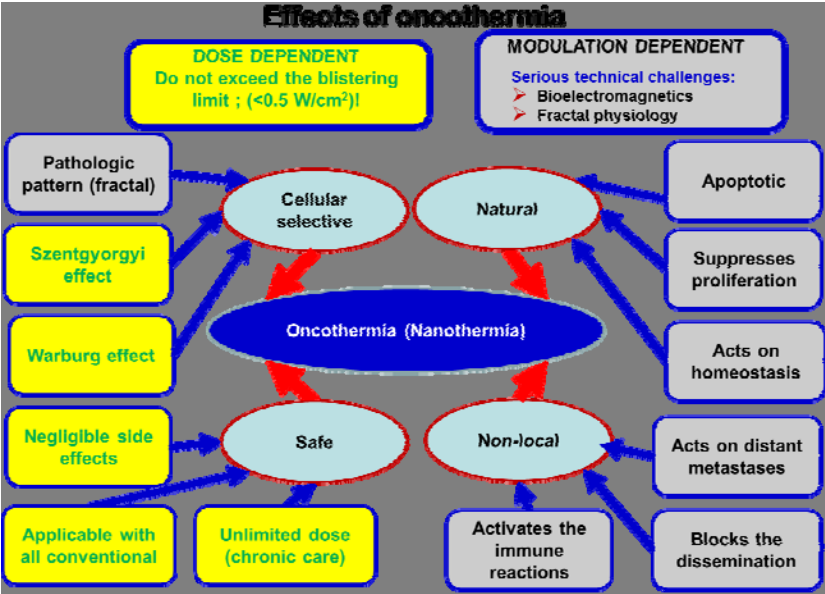 Effects of oncothermia
DOSE DEPENDENT
Do not exceed the blistering
limit ; (<0.5 W/cm²)!
MODULATION DEPENDENT
Serious technical challenges:
Bioelectromagnetics
Fractal physiology
Pathologic
pattern (fractal)
Cellular
selective
Natural
Apoptotic
Szentgyorgyi
effect
Suppresses
proliferation
Oncothermia (Nanothermia)
Warburg effect
Acts on
homeostasis
Negligible side
effects
Safe
Non-local
Acts on distant
metastases
Applicable with
all conventional
Unlimited dose
(chronic care)
Activates the
immune
reactions
Blocks the
dissemination